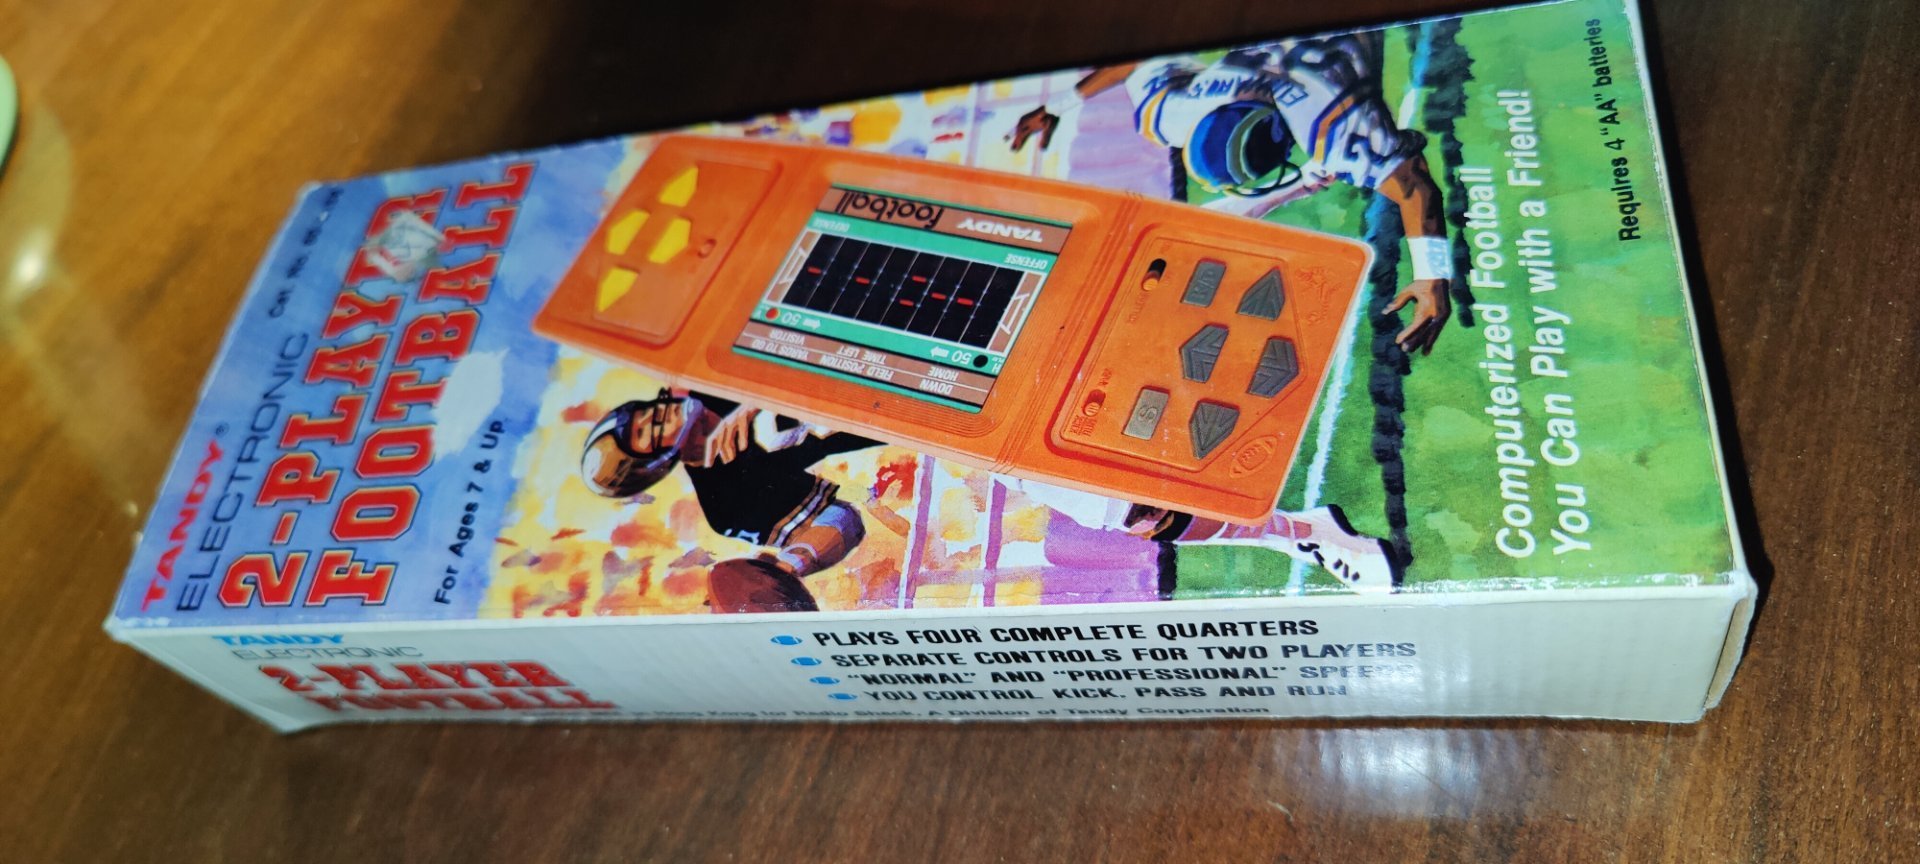 TANDY®
ELECTRONIC
2-PLAYER
FOOTBALL
For Ages 7 & Up
TANDY
football
OFFENSE
DEFENSE
50
50
DOWN
FIELD POSITION
YARDS TO GO
HOME
TIME LEFT
VISITOR
Computerized Football
You Can Play with a Friend!
Requires 4 "AA" batteries
TANDY
ELECTRONIC
2-PLAYER
FOOTBALL
PLAYS FOUR COMPLETE QUARTERS
SEPARATE CONTROLS FOR TWO PLAYERS
"NORMAL" AND "PROFESSIONAL" SPEEDS
YOU CONTROL KICK, PASS AND RUN
Kong for Radio Shack, A Division of Tandy Corporation